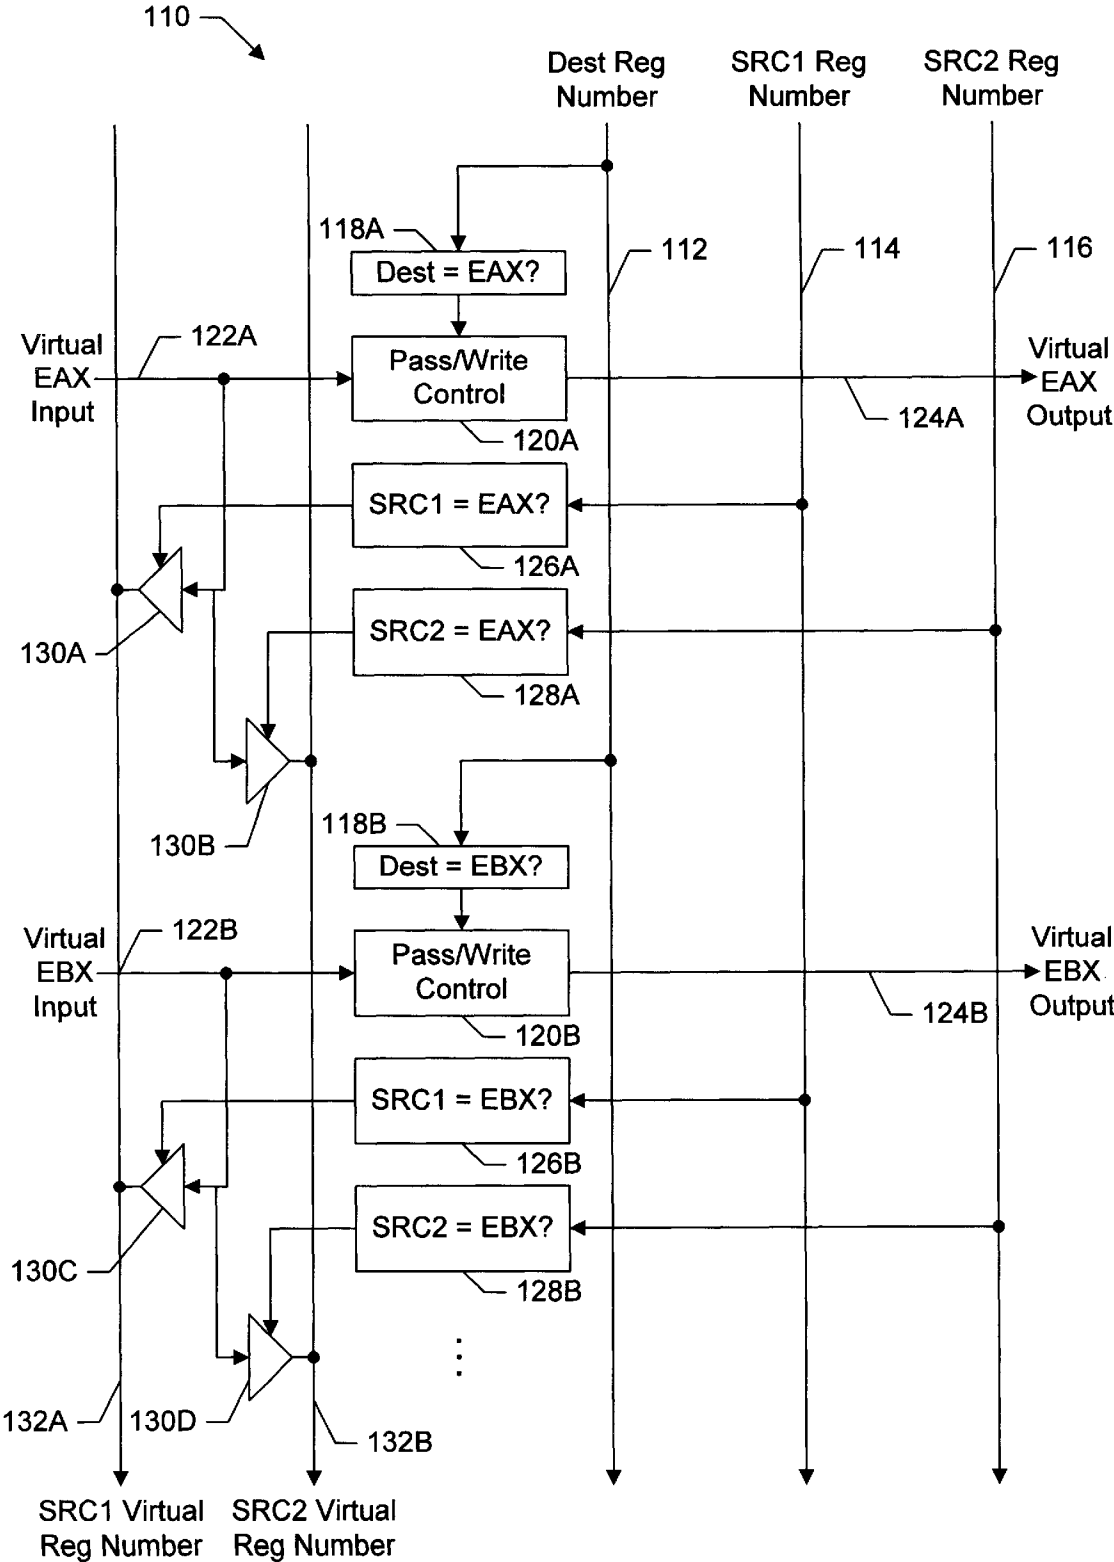 110
Dest Reg
Number
SRC1 Reg
Number
SRC2 Reg
Number
118A
112
114
116
Dest = EAX?
Virtual
EAX
Input
122A
Pass/Write
Control
Virtual
EAX
Output
124A
120A
SRC1 = EAX?
126A
SRC2 = EAX?
130A
128A
130B
118B
Dest = EBX?
Virtual
EBX
Input
122B
Pass/Write
Control
Virtual
EBX
Output
124B
120B
SRC1 = EBX?
126B
SRC2 = EBX?
130C
128B
⋮
132A
130D
132B
SRC1 Virtual
Reg Number
SRC2 Virtual
Reg Number